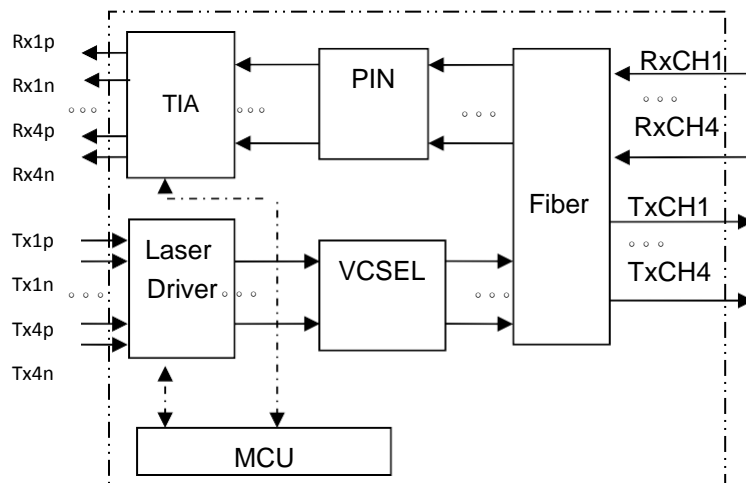 Rx1p
Rx1n
。。。
Rx4p
Rx4n
TIA
。。。
PIN
。。。
RxCH1
。。。
RxCH4
Fiber
TxCH1
。。。
TxCH4
Tx1p
Tx1n
。。。
Tx4p
Tx4n
Laser
Driver
。。。
VCSEL
。。。
MCU